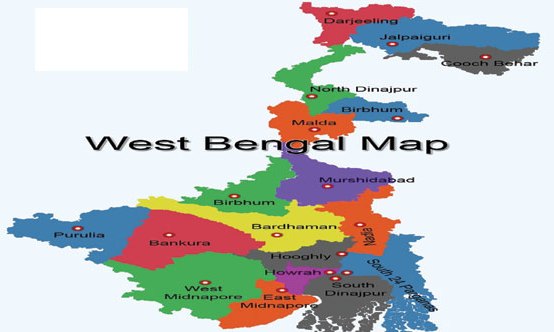 Darjeeling
Jalpaiguri
Cooch Behar
North Dinajpur
Birbhum
Malda
West Bengal Map
Murshidabad
Birbhum
Bardhaman
Nadia
Purulia
Bankura
Hooghly
Howrah
South 24 Parganas
West
Midnapore
East
Midnapore
South
Dinajpur